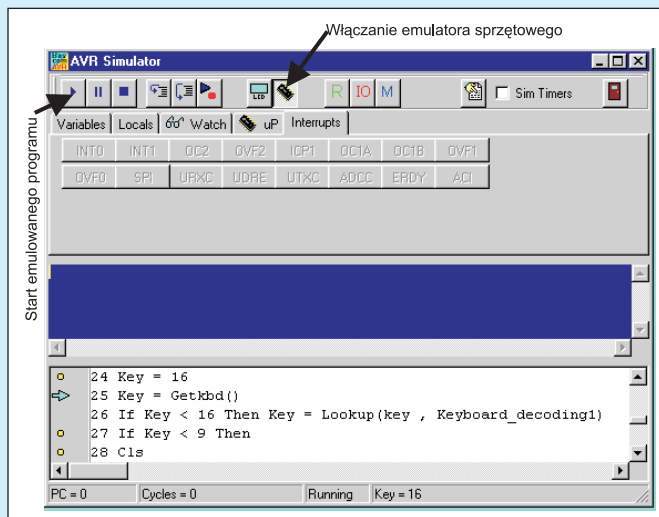 Włączanie emulatora sprzętowego
Start emulowanego programu
AVR Simulator
LCD R IO M Sim Timers
Variables Locals Watch uP Interrupts
INT0 INT1 OC2 OVF2 ICP1 OC1A OC1B OVF1
OVF0 SPI URXC UDRE UTXC ADCC ERDY ACI
24 Key = 16
25 Key = Getkbd()
26 If Key < 16 Then Key = Lookup(key , Keyboard_decoding1)
27 If Key < 9 Then
28 Cls
PC = 0 Cycles = 0 Running Key = 16